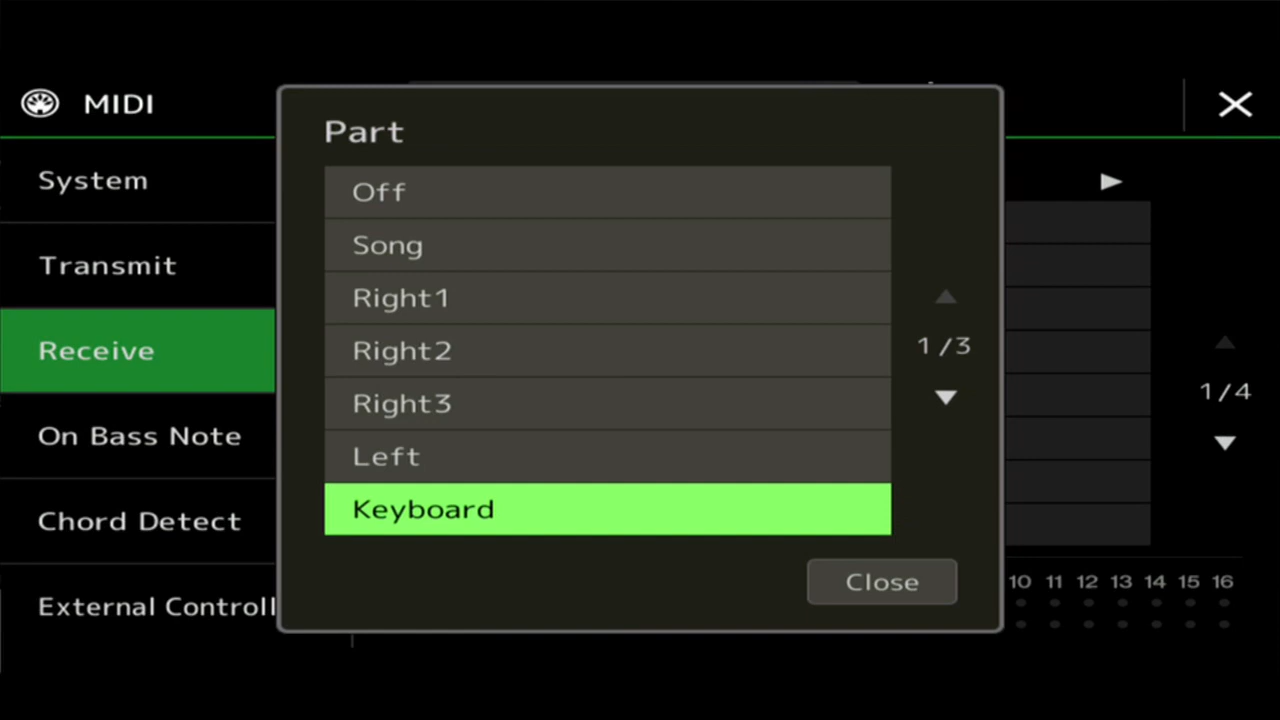 MIDI
System
Transmit
Receive
On Bass Note
Chord Detect
External Controll
Part
Off
Song
Right1
Right2
Right3
Left
Keyboard
1/3
Close
1/4
10 11 12 13 14 15 16